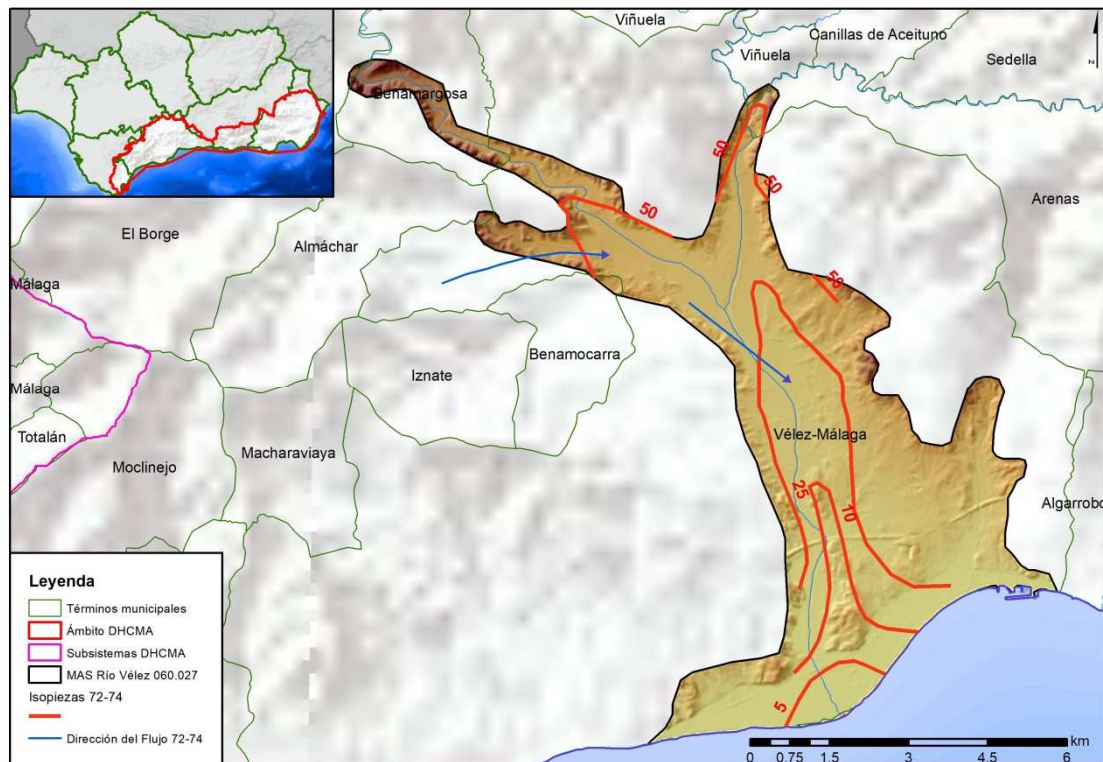 Viñuela
Canillas de Aceituno
Viñuela
Sedella
z
Benamargosa
50
50
50
Arenas
El Borge
Almáchar
Málaga
50
Benamocarra
Iznate
Málaga
Totalán
Vélez-Málaga
Macharaviaya
Moclinejo
25
10
Algarrobo
Leyenda
Términos municipales
Ámbito DHCMA
Subsistemas DHCMA
MAS Río Vélez 060.027
Isopiezas 72-74
Dirección del Flujo 72-74
5
km
0 0.75 1.5 3 4.5 6